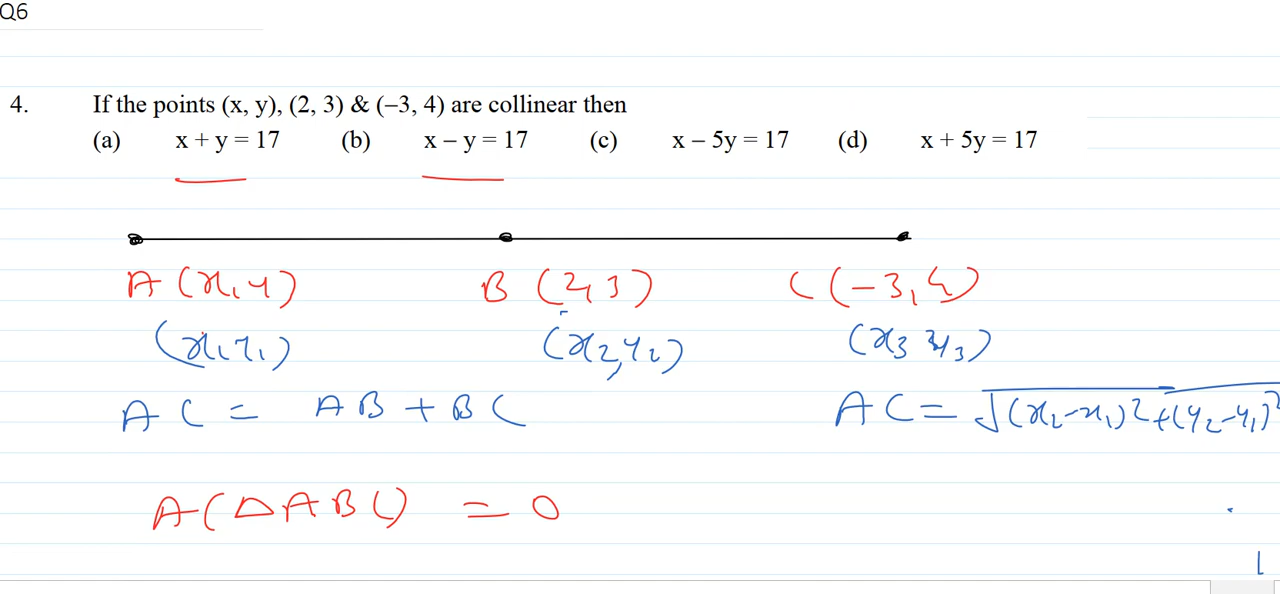 Q6
4. If the points (x, y), (2, 3) & (−3, 4) are collinear then
(a) x + y = 17 (b) x − y = 17 (c) x − 5y = 17 (d) x + 5y = 17
A (x, y) B (2, 3) C (−3, 4)
(x₁ y₁) (x₂, y₂) (x₃ y₃)
AC = AB + BC AC = √(x₂−x₁)² + (y₂−y₁)²
A(△ABC) = 0